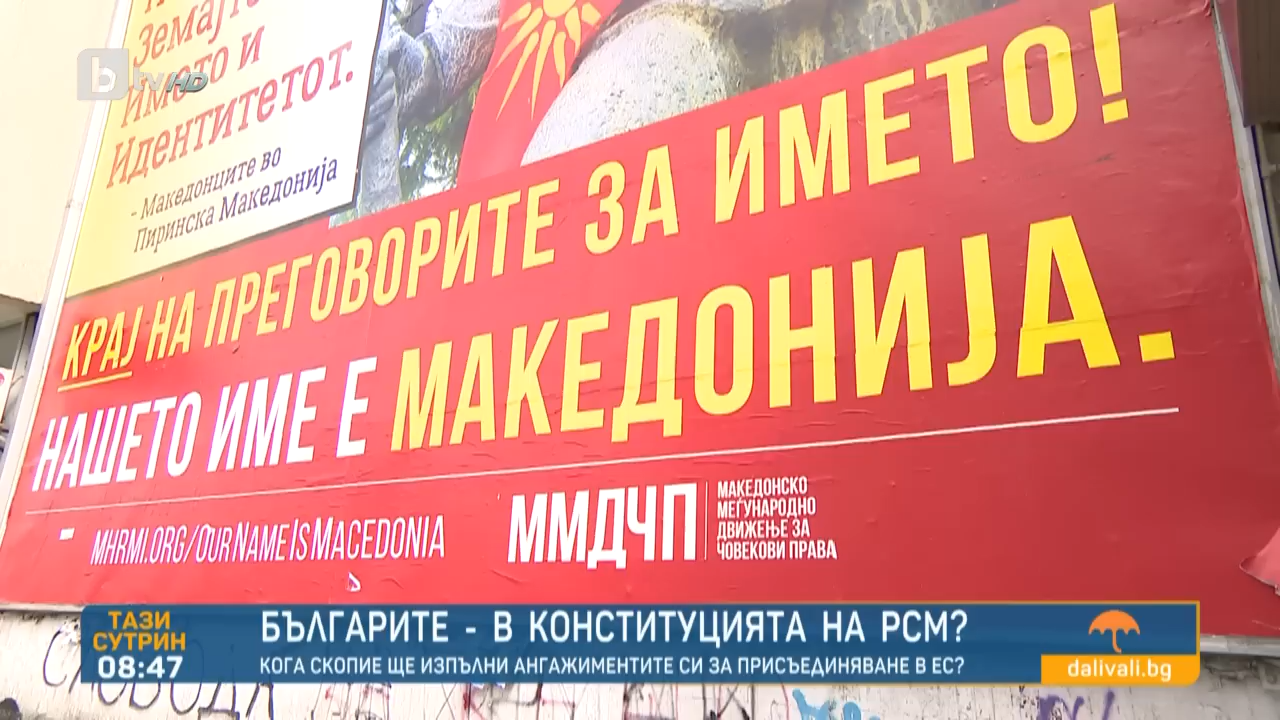 bTV HD
Земајте
Името и
Идентитетот.
- Македонците во
Пиринска Македонија
КРАЈ НА ПРЕГОВОРИТЕ ЗА ИМЕТО!
НАШЕТО ИМЕ Е МАКЕДОНИЈА.
MHRMI.ORG/OURNAMEISMACEDONIA
ММДЧП
МАКЕДОНСКО
МЕЃУНАРОДНО
ДВИЖЕЊЕ ЗА
ЧОВЕКОВИ ПРАВА
ТАЗИ
СУТРИН
08:47
БЪЛГАРИТЕ - В КОНСТИТУЦИЯТА НА РСМ?
КОГА СКОПИЕ ЩЕ ИЗПЪЛНИ АНГАЖИМЕНТИТЕ СИ ЗА ПРИСЪЕДИНЯВАНЕ В ЕС?
dalivali.bg
СЛОБОДА